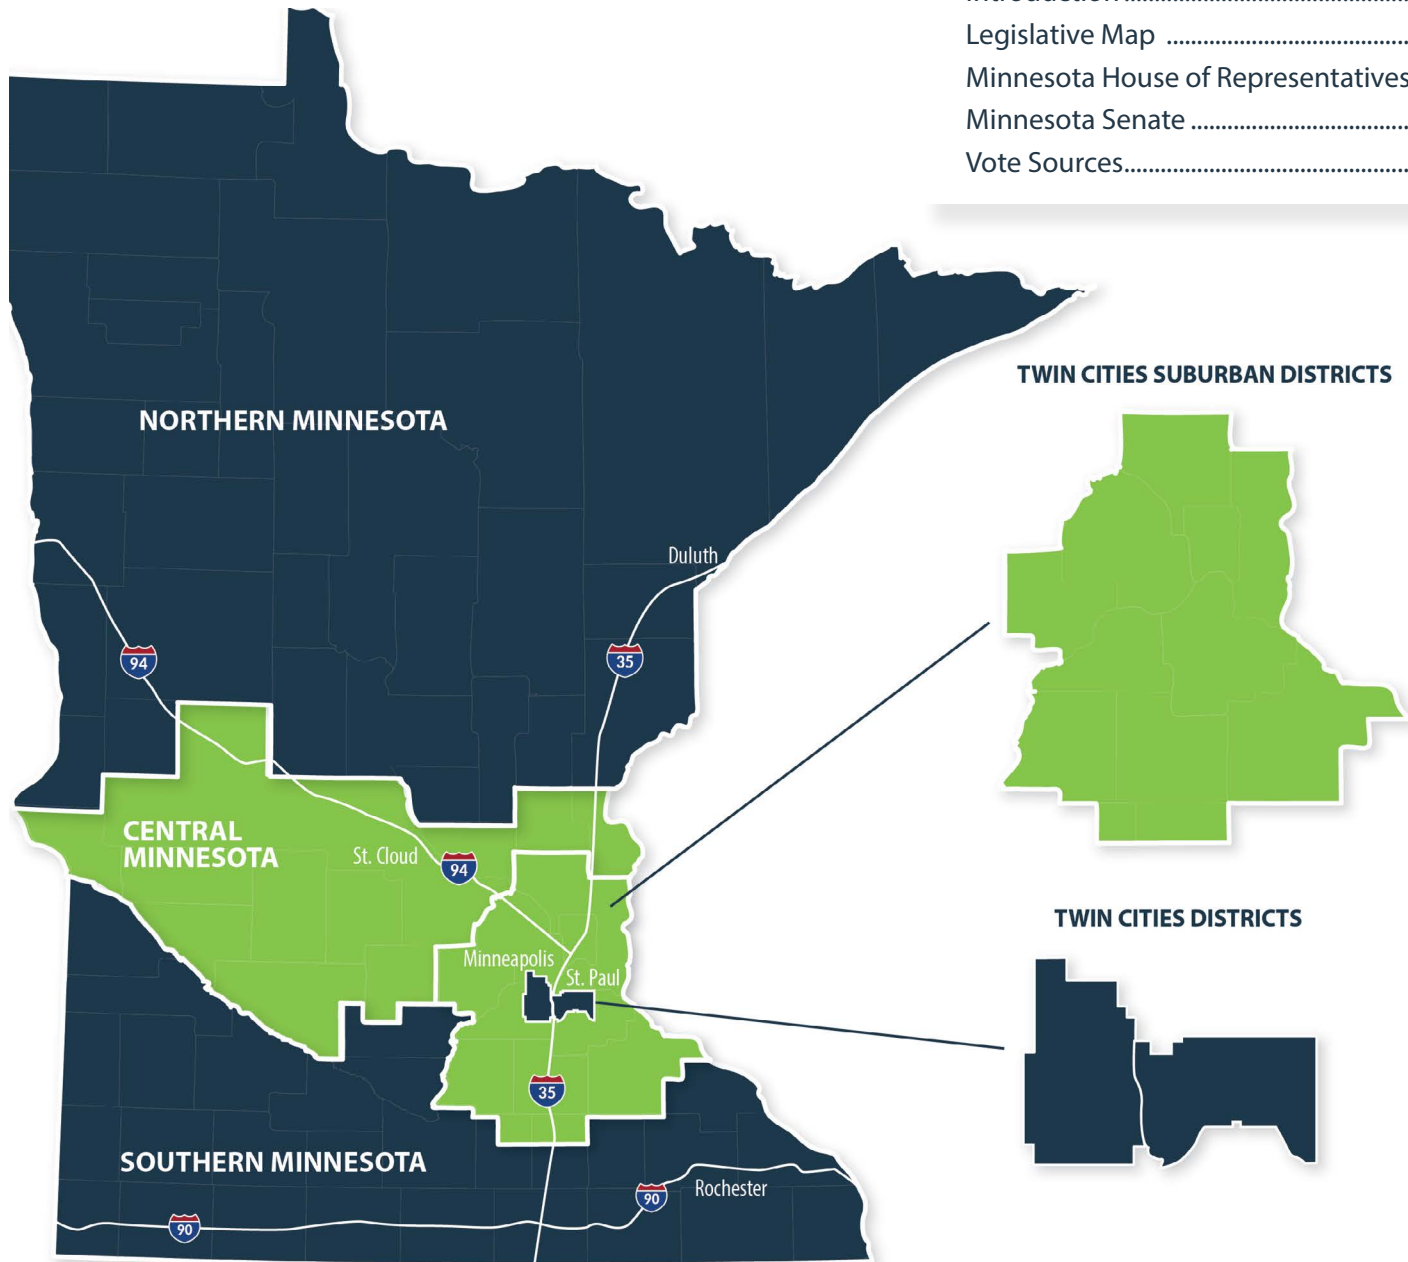 Introduction
Legislative Map ........................................
Minnesota House of Representatives
Minnesota Senate ....................................
Vote Sources...............................................
TWIN CITIES SUBURBAN DISTRICTS
NORTHERN MINNESOTA
Duluth
94
35
CENTRAL
MINNESOTA
St. Cloud
94
TWIN CITIES DISTRICTS
Minneapolis
St. Paul
35
SOUTHERN MINNESOTA
Rochester
90
90